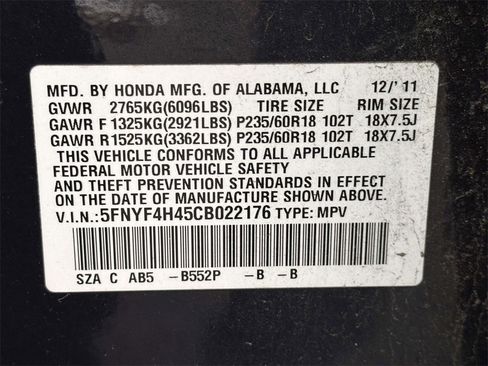 MFD. BY HONDA MFG. OF ALABAMA, LLC 12/'11
GVWR 2765KG(6096LBS) TIRE SIZE RIM SIZE
GAWR F 1325KG(2921LBS) P235/60R18 102T 18X7.5J
GAWR R 1525KG(3362LBS) P235/60R18 102T 18X7.5J
THIS VEHICLE CONFORMS TO ALL APPLICABLE
FEDERAL MOTOR VEHICLE SAFETY
AND THEFT PREVENTION STANDARDS IN EFFECT
ON THE DATE OF MANUFACTURE SHOWN ABOVE.
V.I.N.: 5FNYF4H45CB022176 TYPE: MPV
SZA C AB5 –B552P –B –B